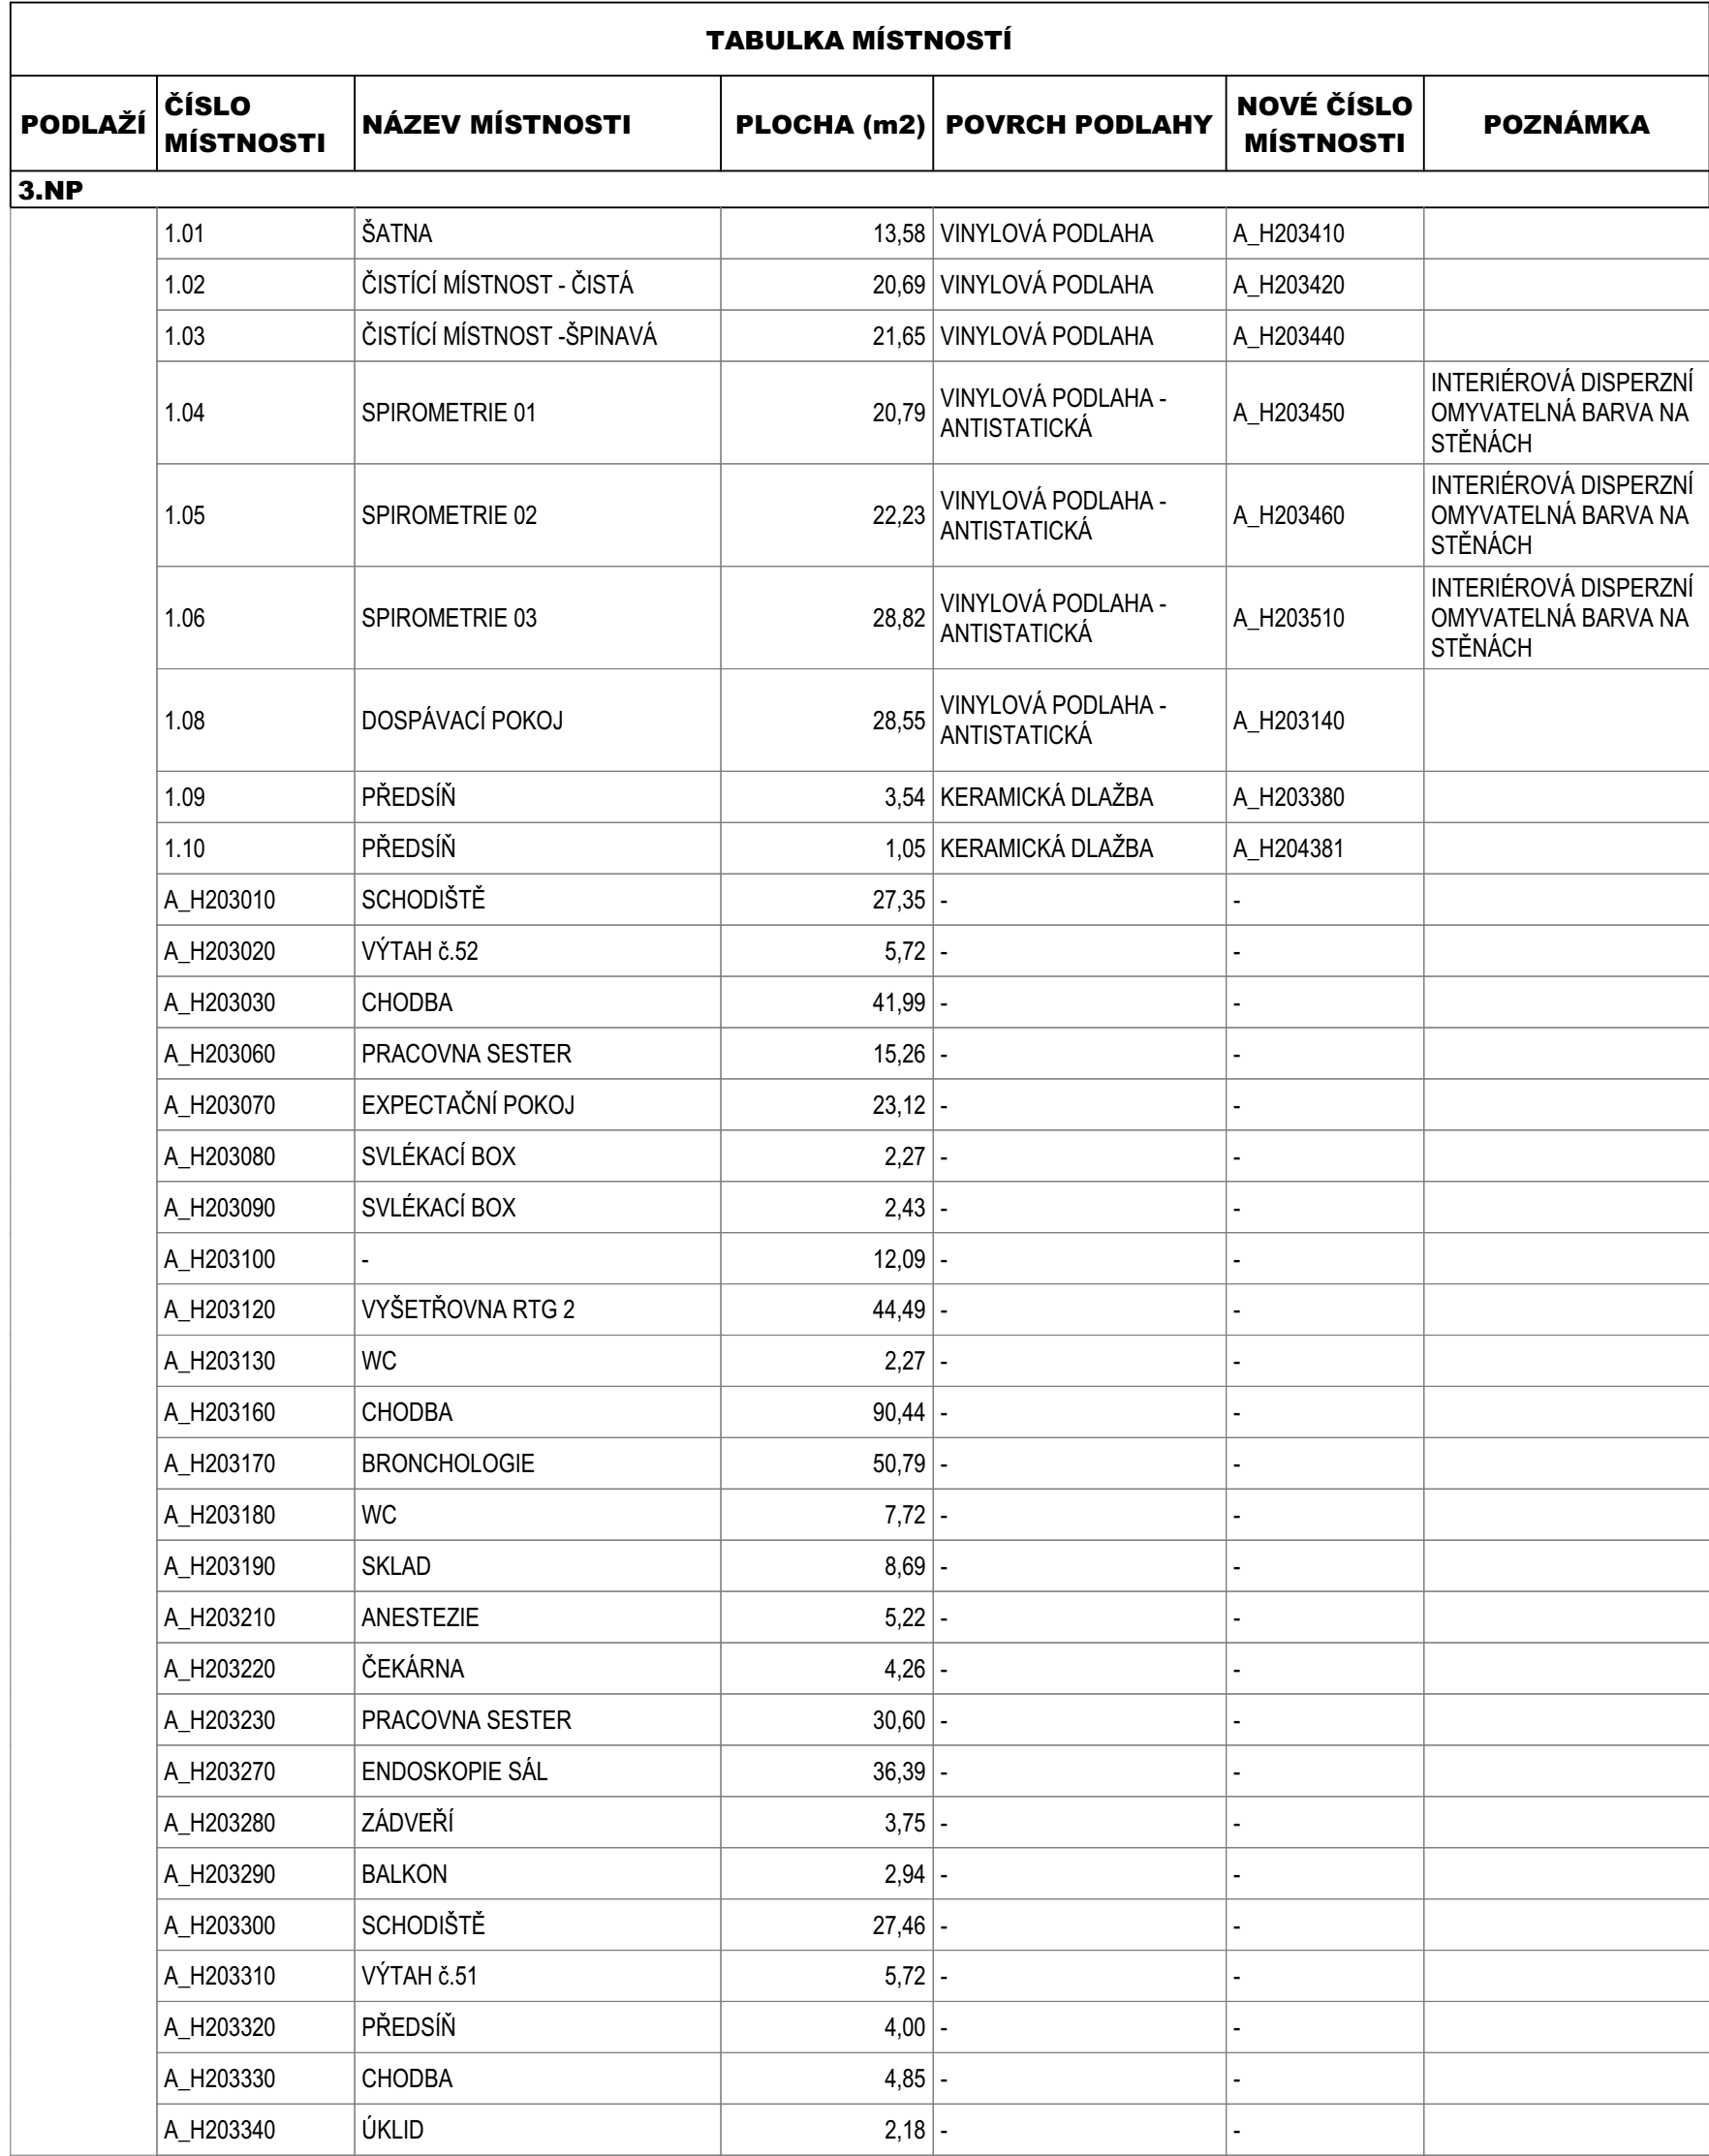 TABULKA MÍSTNOSTÍ
PODLAŽÍ ČÍSLO MÍSTNOSTI NÁZEV MÍSTNOSTI PLOCHA (m2) POVRCH PODLAHY NOVÉ ČÍSLO MÍSTNOSTI POZNÁMKA
3.NP
1.01 ŠATNA 13,58 VINYLOVÁ PODLAHA A_H203410
1.02 ČISTÍCÍ MÍSTNOST - ČISTÁ 20,69 VINYLOVÁ PODLAHA A_H203420
1.03 ČISTÍCÍ MÍSTNOST -ŠPINAVÁ 21,65 VINYLOVÁ PODLAHA A_H203440
1.04 SPIROMETRIE 01 20,79 VINYLOVÁ PODLAHA - ANTISTATICKÁ A_H203450 INTERIÉROVÁ DISPERZNÍ OMYVATELNÁ BARVA NA STĚNÁCH
1.05 SPIROMETRIE 02 22,23 VINYLOVÁ PODLAHA - ANTISTATICKÁ A_H203460 INTERIÉROVÁ DISPERZNÍ OMYVATELNÁ BARVA NA STĚNÁCH
1.06 SPIROMETRIE 03 28,82 VINYLOVÁ PODLAHA - ANTISTATICKÁ A_H203510 INTERIÉROVÁ DISPERZNÍ OMYVATELNÁ BARVA NA STĚNÁCH
1.08 DOSPÁVACÍ POKOJ 28,55 VINYLOVÁ PODLAHA - ANTISTATICKÁ A_H203140
1.09 PŘEDSÍŇ 3,54 KERAMICKÁ DLAŽBA A_H203380
1.10 PŘEDSÍŇ 1,05 KERAMICKÁ DLAŽBA A_H204381
A_H203010 SCHODIŠTĚ 27,35 - -
A_H203020 VÝTAH č.52 5,72 - -
A_H203030 CHODBA 41,99 - -
A_H203060 PRACOVNA SESTER 15,26 - -
A_H203070 EXPECTAČNÍ POKOJ 23,12 - -
A_H203080 SVLÉKACÍ BOX 2,27 - -
A_H203090 SVLÉKACÍ BOX 2,43 - -
A_H203100 - 12,09 - -
A_H203120 VYŠETŘOVNA RTG 2 44,49 - -
A_H203130 WC 2,27 - -
A_H203160 CHODBA 90,44 - -
A_H203170 BRONCHOLOGIE 50,79 - -
A_H203180 WC 7,72 - -
A_H203190 SKLAD 8,69 - -
A_H203210 ANESTEZIE 5,22 - -
A_H203220 ČEKÁRNA 4,26 - -
A_H203230 PRACOVNA SESTER 30,60 - -
A_H203270 ENDOSKOPIE SÁL 36,39 - -
A_H203280 ZÁDVEŘÍ 3,75 - -
A_H203290 BALKON 2,94 - -
A_H203300 SCHODIŠTĚ 27,46 - -
A_H203310 VÝTAH č.51 5,72 - -
A_H203320 PŘEDSÍŇ 4,00 - -
A_H203330 CHODBA 4,85 - -
A_H203340 ÚKLID 2,18 - -